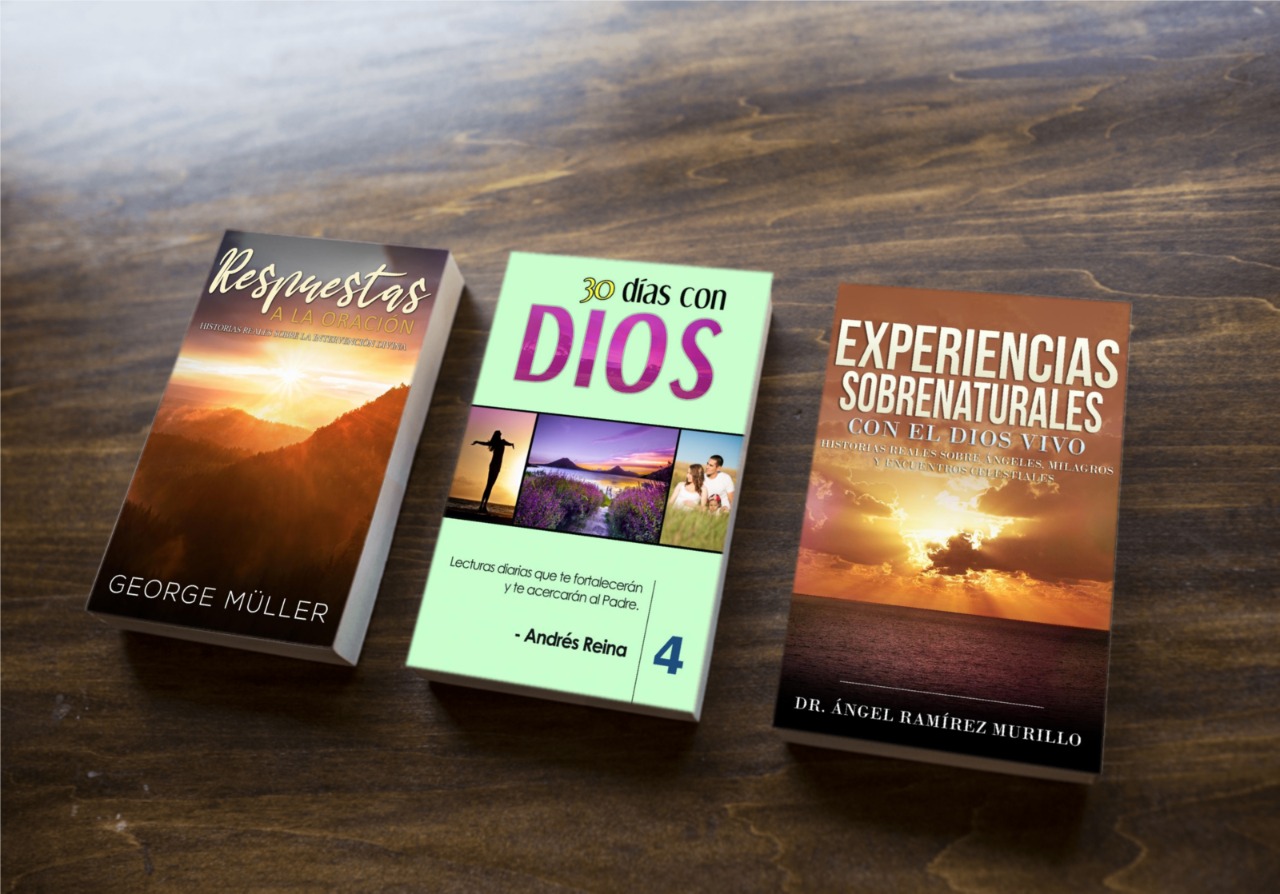 Respuestas
A LA ORACIÓN
HISTORIAS REALES SOBRE LA INTERVENCIÓN DIVINA
GEORGE MÜLLER
30 días con
DIOS
Lecturas diarias que te fortalecerán
y te acercarán al Padre.
- Andrés Reina
4
EXPERIENCIAS
SOBRENATURALES
CON EL DIOS VIVO
HISTORIAS REALES SOBRE ÁNGELES, MILAGROS
Y ENCUENTROS CELESTIALES
DR. ÁNGEL RAMÍREZ MURILLO